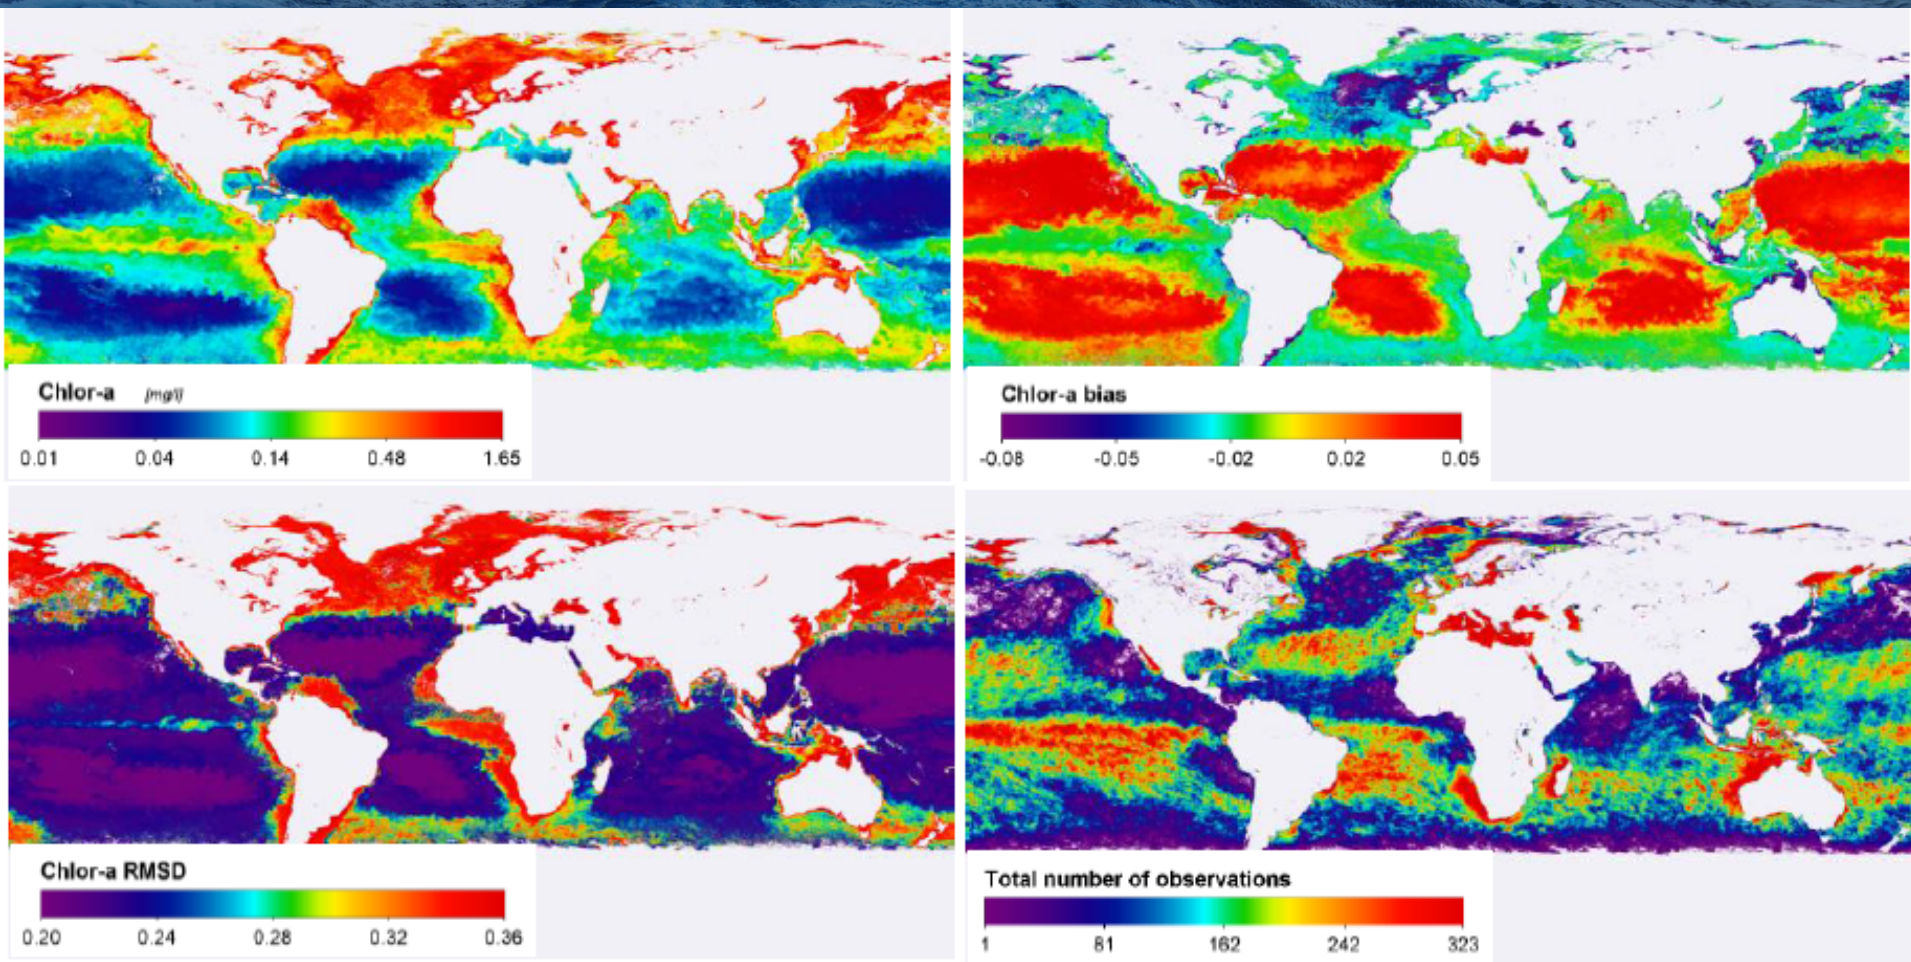 Chlor-a [mg/l]
0.01 0.04 0.14 0.48 1.65
Chlor-a bias
-0.08 -0.05 -0.02 0.02 0.05
Chlor-a RMSD
0.20 0.24 0.28 0.32 0.36
Total number of observations
1 81 162 242 323